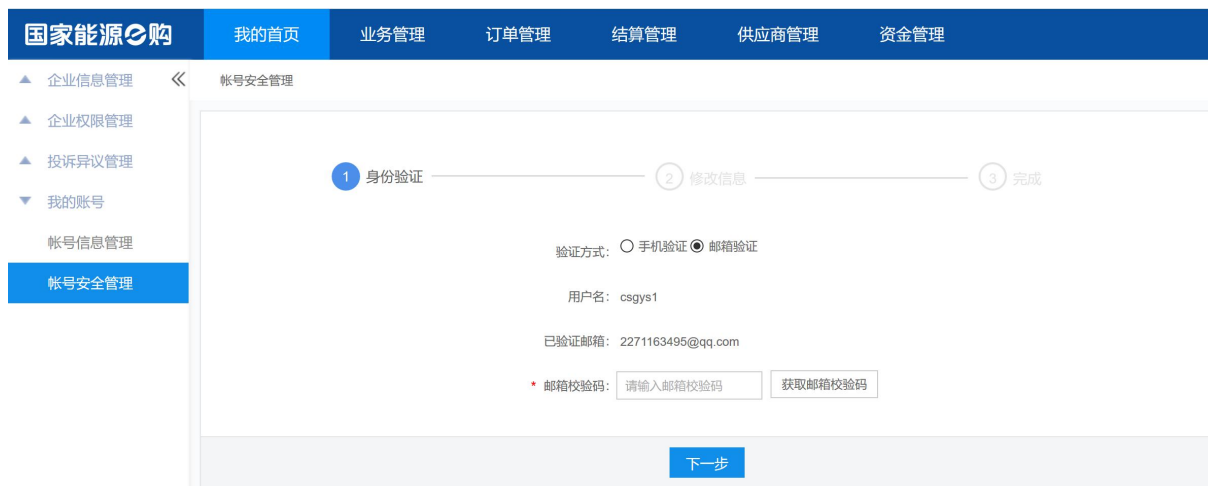 国家能源e购 我的首页 业务管理 订单管理 结算管理 供应商管理 资金管理
企业信息管理 帐号安全管理
企业权限管理
投诉异议管理
1 身份验证 2 修改信息 3 完成
我的账号
帐号信息管理
验证方式: 手机验证 邮箱验证
帐号安全管理
用户名: csgys1
已验证邮箱: 2271163495@qq.com
* 邮箱校验码: 请输入邮箱校验码 获取邮箱校验码
下一步